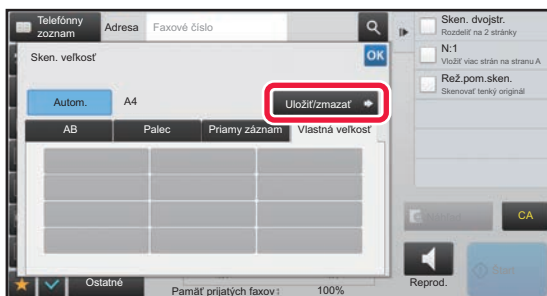 Telefónny
zoznam
Adresa
Faxové číslo
Sken. dvojstr.
Rozdeliť na 2 stránky
N:1
Vložiť viac strán na stranu A
Rež.pom.sken.
Skenovať tenký originál
Sken. veľkosť
OK
Autom.
A4
Uložiť/zmazať
AB
Palec
Priamy záznam
Vlastná veľkosť
CA
Štart
Reprod.
Ostatné
Pamäť prijatých faxov:
100%